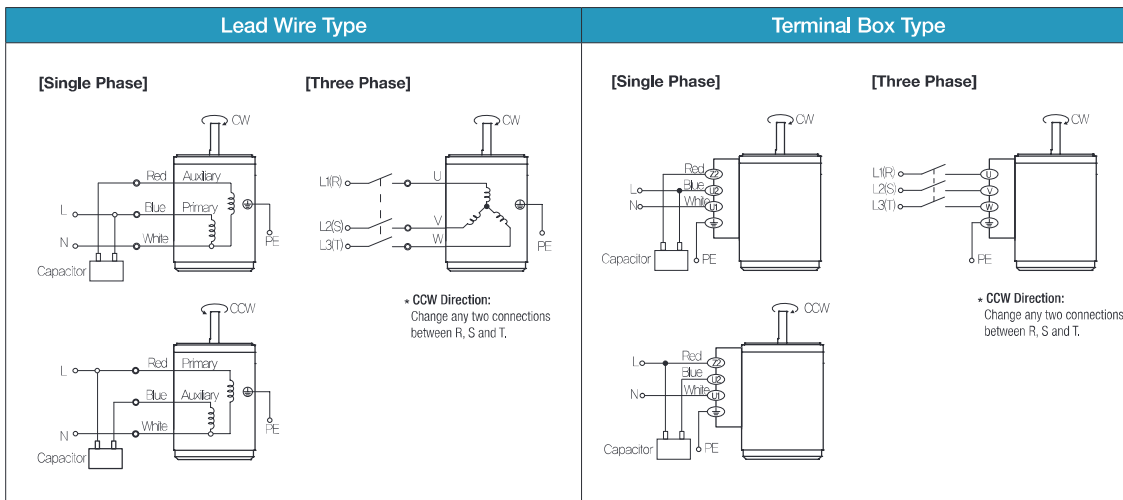 Lead Wire Type
[Single Phase]
[Three Phase]
CW
Red Auxiliary
L Blue Primary
N White
PE
Capacitor
CW
L1(R) U
L2(S) V
L3(T) W
PE
* CCW Direction:
Change any two connections
between R, S and T.
CCW
L Red Primary
Blue Auxiliary
N White
PE
Capacitor
Terminal Box Type
[Single Phase]
[Three Phase]
CW
Red Z2
L Blue U2
N White U1
Capacitor PE
CW
L1(R) U
L2(S) V
L3(T) W
PE
* CCW Direction:
Change any two connections
between R, S and T.
CCW
L Red Z2
Blue U2
N White U1
Capacitor PE